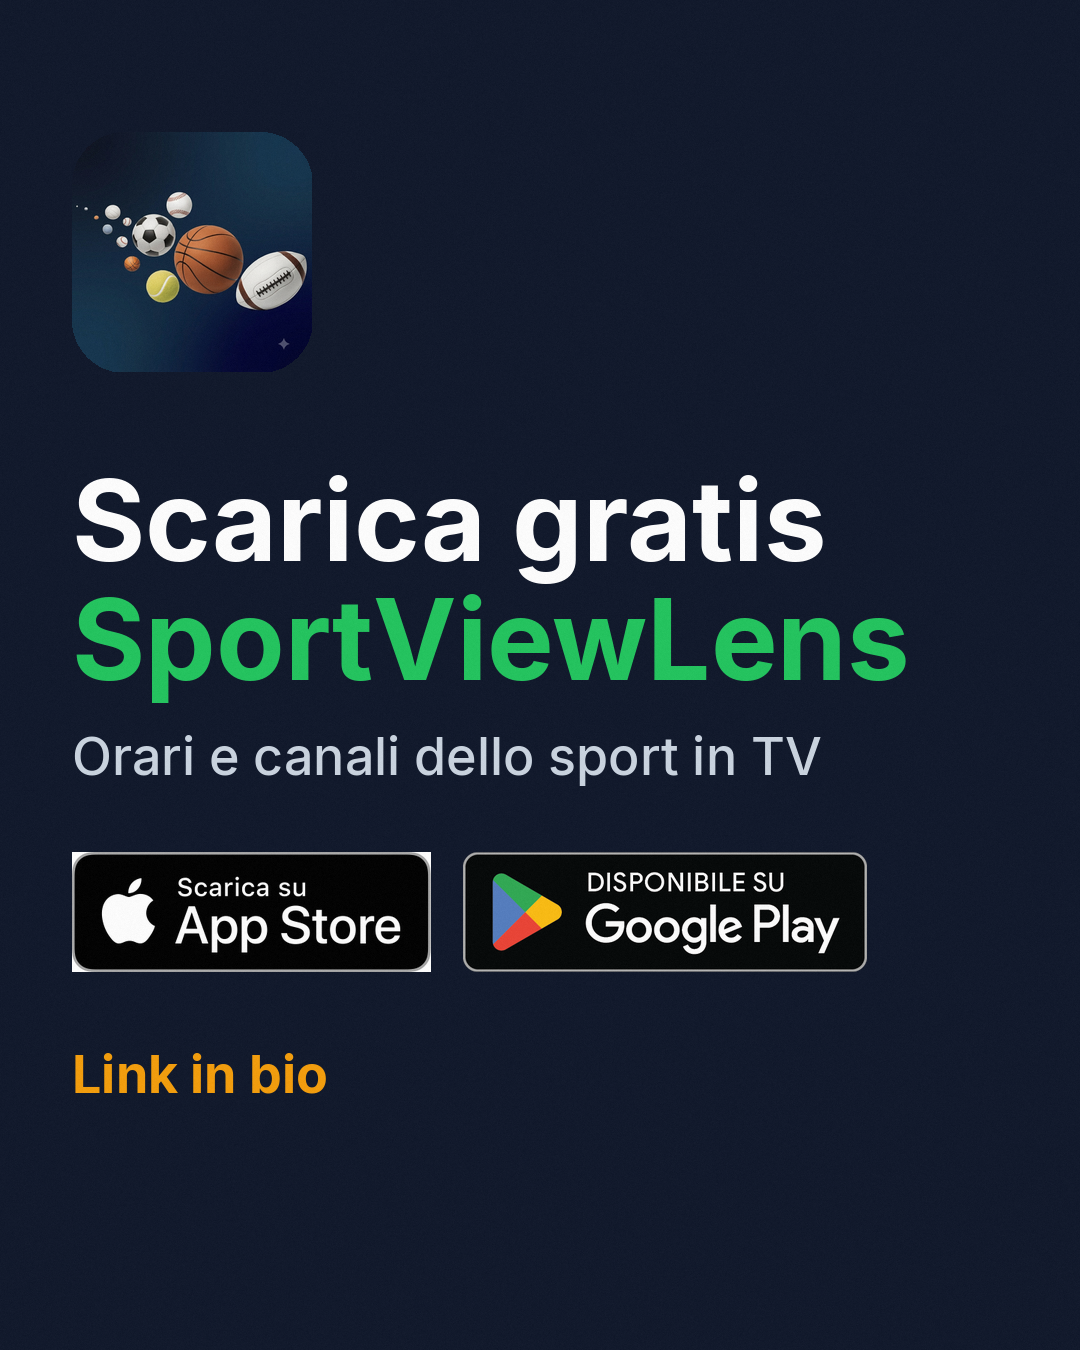 Scarica gratis
SportViewLens
Orari e canali dello sport in TV
Scarica su
App Store
DISPONIBILE SU
Google Play
Link in bio